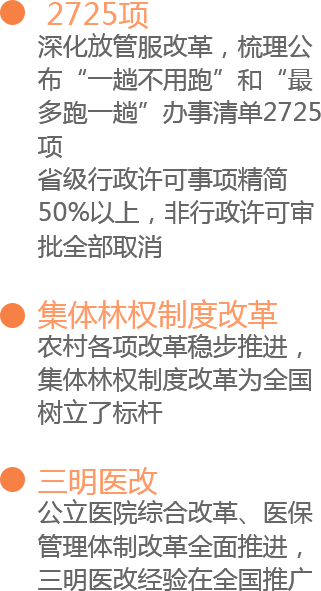 2725项
深化放管服改革，梳理公
布“一趟不用跑”和“最
多跑一趟”办事清单2725
项
省级行政许可事项精简
50%以上，非行政许可审
批全部取消
集体林权制度改革
农村各项改革稳步推进，
集体林权制度改革为全国
树立了标杆
三明医改
公立医院综合改革、医保
管理体制改革全面推进，
三明医改经验在全国推广